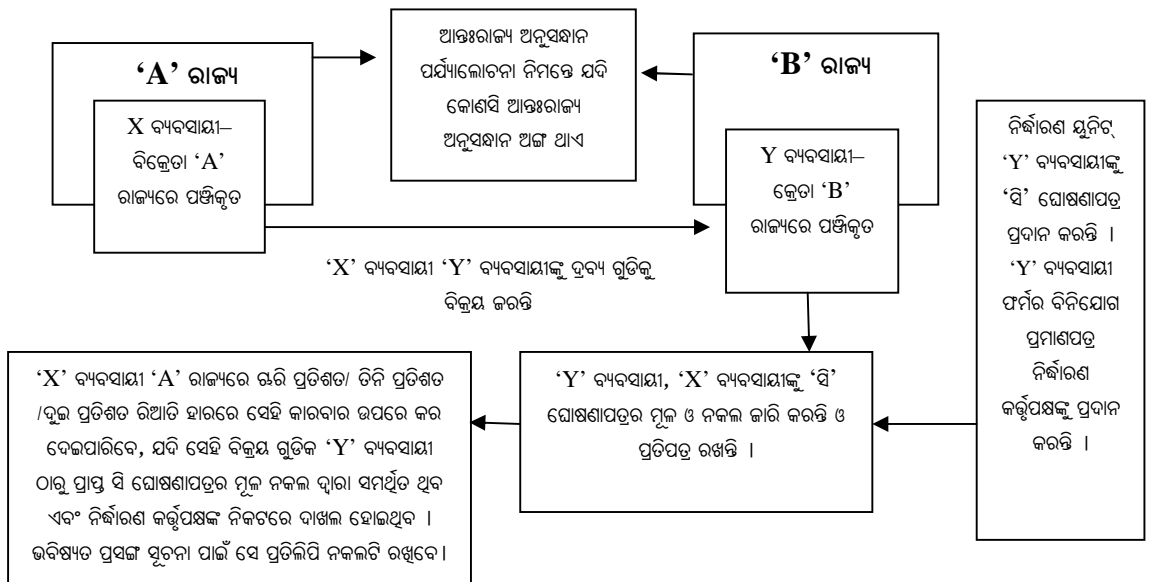 ‘A’ ରାଜ୍ୟ
X ବ୍ୟବସାୟୀ–
ବିକ୍ରେତା ‘A’
ରାଜ୍ୟରେ ପଞ୍ଜିକୃତ
ଆନ୍ତଃରାଜ୍ୟ ଅନୁସନ୍ଧାନ
ପର୍ଯ୍ୟାଲୋଚନା ନିମନ୍ତେ ଯଦି
କୋଣସି ଆନ୍ତଃରାଜ୍ୟ
ଅନୁସନ୍ଧାନ ଅଙ୍ଗ ଥାଏ
‘B’ ରାଜ୍ୟ
Y ବ୍ୟବସାୟୀ–
କ୍ରେତା ‘B’
ରାଜ୍ୟରେ ପଞ୍ଜିକୃତ
‘X’ ବ୍ୟବସାୟୀ ‘Y’ ବ୍ୟବସାୟୀଙ୍କୁ ଦ୍ରବ୍ୟ ଗୁଡିକୁ
ବିକ୍ରୟ ଜରନ୍ତି
ନିର୍ଦ୍ଧାରଣ ୟୁନିଟ୍
‘Y’ ବ୍ୟବସାୟୀଙ୍କୁ
‘ସି’ ଘୋଷଣାପତ୍ର
ପ୍ରଦାନ କରନ୍ତି ।
‘Y’ ବ୍ୟବସାୟୀ
ଫର୍ମର ବିନିଯୋଗ
ପ୍ରମାଣପତ୍ର
ନିର୍ଦ୍ଧାରଣ
କର୍ତ୍ତୃପକ୍ଷଙ୍କୁ ପ୍ରଦାନ
କରନ୍ତି ।
‘Y’ ବ୍ୟବସାୟୀ, ‘X’ ବ୍ୟବସାୟୀଙ୍କୁ ‘ସି’
ଘୋଷଣାପତ୍ରର ମୂଳ ଓ ନକଲ ଜାରି କରନ୍ତି ଓ
ପ୍ରତିପତ୍ର ରଖନ୍ତି ।
‘X’ ବ୍ୟବସାୟୀ ‘A’ ରାଜ୍ୟରେ ଋରି ପ୍ରତିଶତ/ ତିନି ପ୍ରତିଶତ
/ଦୁଇ ପ୍ରତିଶତ ରିଆତି ହାରରେ ସେହି କାରବାର ଉପରେ କର
ଦେଇପାରିବେ, ଯଦି ସେହି ବିକ୍ରୟ ଗୁଡିକ ‘Y’ ବ୍ୟବସାୟୀ
ଠାରୁ ପ୍ରାପ୍ତ ସି ଘୋଷଣାପତ୍ରର ମୂଳ ନକଲ ଦ୍ୱାରା ସମର୍ଥିତ ଥିବ
ଏବଂ ନିର୍ଦ୍ଧାରଣ କର୍ତ୍ତୃପକ୍ଷଙ୍କ ନିକଟରେ ଦାଖଲ ହୋଇଥିବ ।
ଭବିଷ୍ୟତ ପ୍ରସଙ୍ଗ ସୂଚନା ପାଇଁ ସେ ପ୍ରତିଲିପି ନକଲଟି ରଖିବେ।